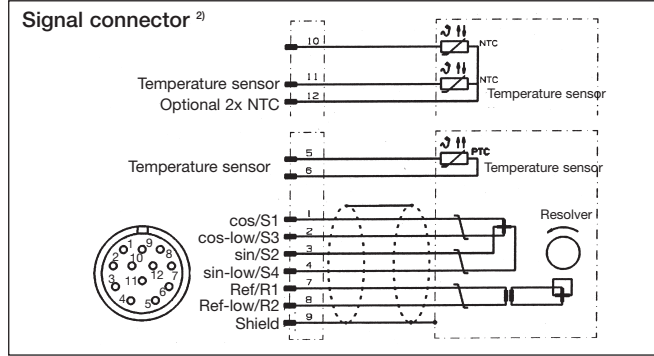 Signal connector 2)
10
NTC
Temperature sensor 11
NTC
Optional 2x NTC 12
Temperature sensor
5
PTC
Temperature sensor
6
Temperature sensor
cos/S1 1
Resolver
cos-low/S3 2
sin/S2 3
sin-low/S4 4
Ref/R1 7
Ref-low/R2 8
Shield 9
1 9 8
2 10 12 7
3 11 6
4 5